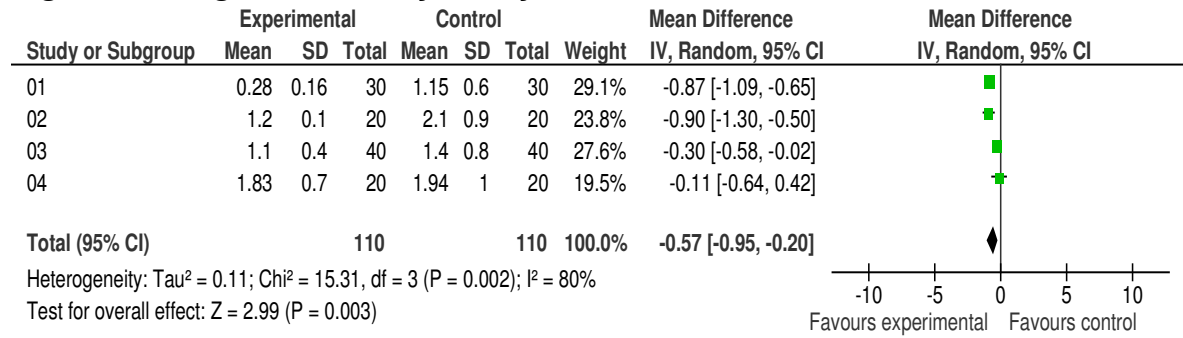 Experimental Control Mean Difference Mean Difference
Study or Subgroup Mean SD Total Mean SD Total Weight IV, Random, 95% CI IV, Random, 95% CI
01 0.28 0.16 30 1.15 0.6 30 29.1% -0.87 [-1.09, -0.65]
02 1.2 0.1 20 2.1 0.9 20 23.8% -0.90 [-1.30, -0.50]
03 1.1 0.4 40 1.4 0.8 40 27.6% -0.30 [-0.58, -0.02]
04 1.83 0.7 20 1.94 1 20 19.5% -0.11 [-0.64, 0.42]
Total (95% CI) 110 110 100.0% -0.57 [-0.95, -0.20]
Heterogeneity: Tau² = 0.11; Chi² = 15.31, df = 3 (P = 0.002); I² = 80%
Test for overall effect: Z = 2.99 (P = 0.003)
-10 -5 0 5 10
Favours experimental Favours control